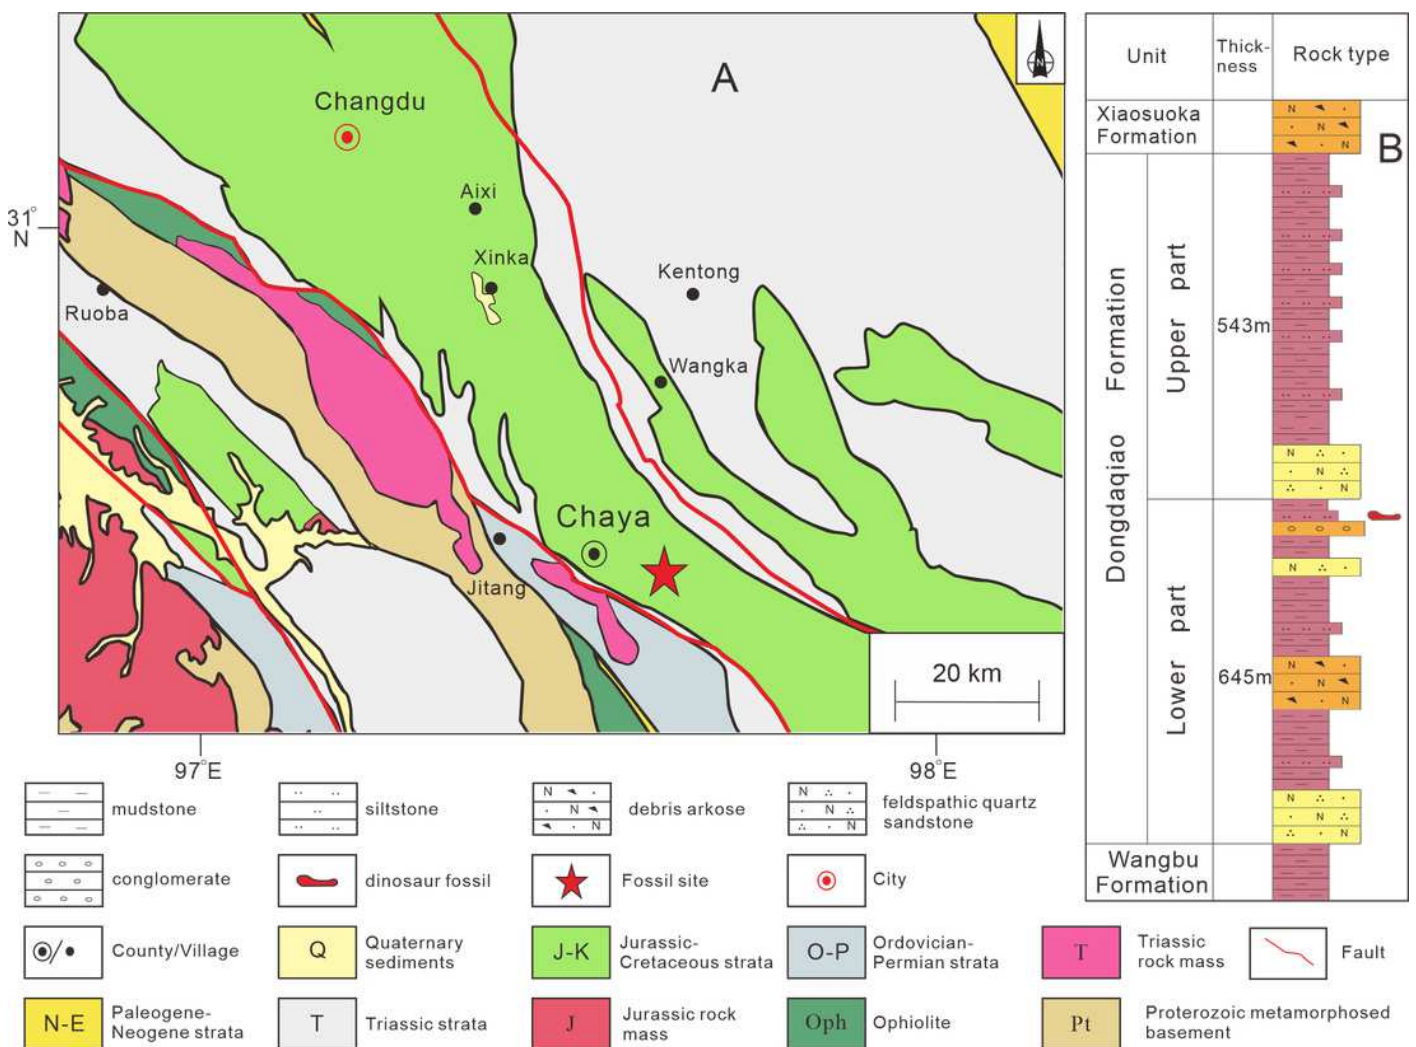 A
N
Changdu
Aixi
31°
N
Xinka
Kentong
Ruoba
Wangka
Chaya
Jitang
20 km
97°E
98°E
Unit
Thick-
ness
Rock type
Xiaosuoka
Formation
N
N
N
B
Dongdaqiao Formation
Upper part
543m
N
N
N
N
Lower part
645m
N
N
N
N
N
N
Wangbu
Formation
mudstone
siltstone
N
N
N
debris arkose
N
N
N
feldspathic quartz
sandstone
conglomerate
dinosaur fossil
Fossil site
City
/
County/Village
Q
Quaternary
sediments
J-K
Jurassic-
Cretaceous strata
O-P
Ordovician-
Permian strata
T
Triassic
rock mass
Fault
N-E
Paleogene-
Neogene strata
T
Triassic strata
J
Jurassic rock
mass
Oph
Ophiolite
Pt
Proterozoic metamorphosed
basement